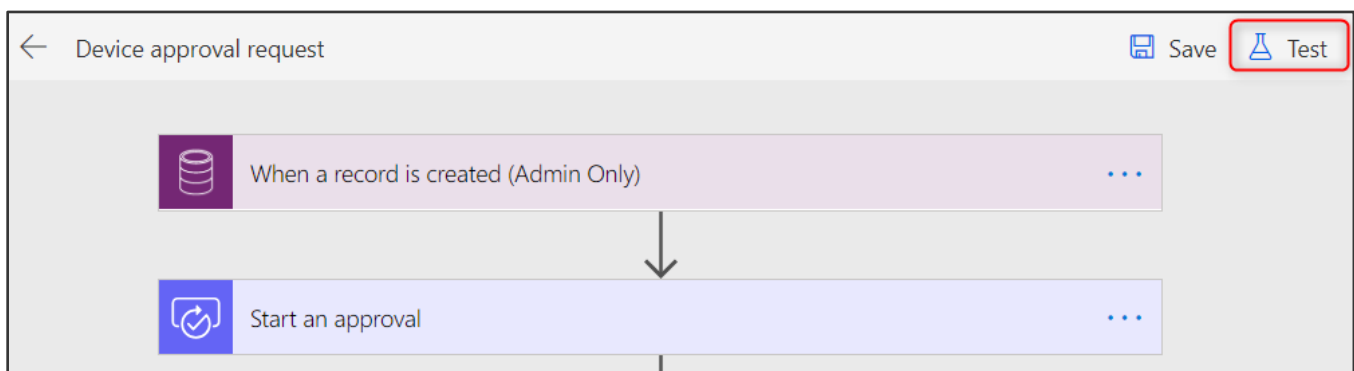 Device approval request
Save
Test
When a record is created (Admin Only)
Start an approval